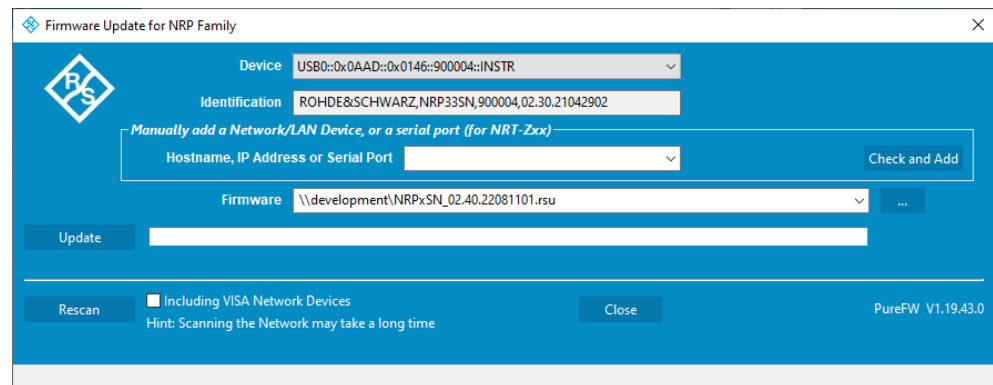 Firmware Update for NRP Family
R S
Device USB0::0x0AAD::0x0146::900004::INSTR
Identification ROHDE&SCHWARZ,NRP33SN,900004,02.30.21042902
Manually add a Network/LAN Device, or a serial port (for NRT-Zxx)
Hostname, IP Address or Serial Port Check and Add
Firmware \\development\NRPxSN_02.40.22081101.rsu ...
Update
Rescan Including VISA Network Devices Close PureFW V1.19.43.0
Hint: Scanning the Network may take a long time